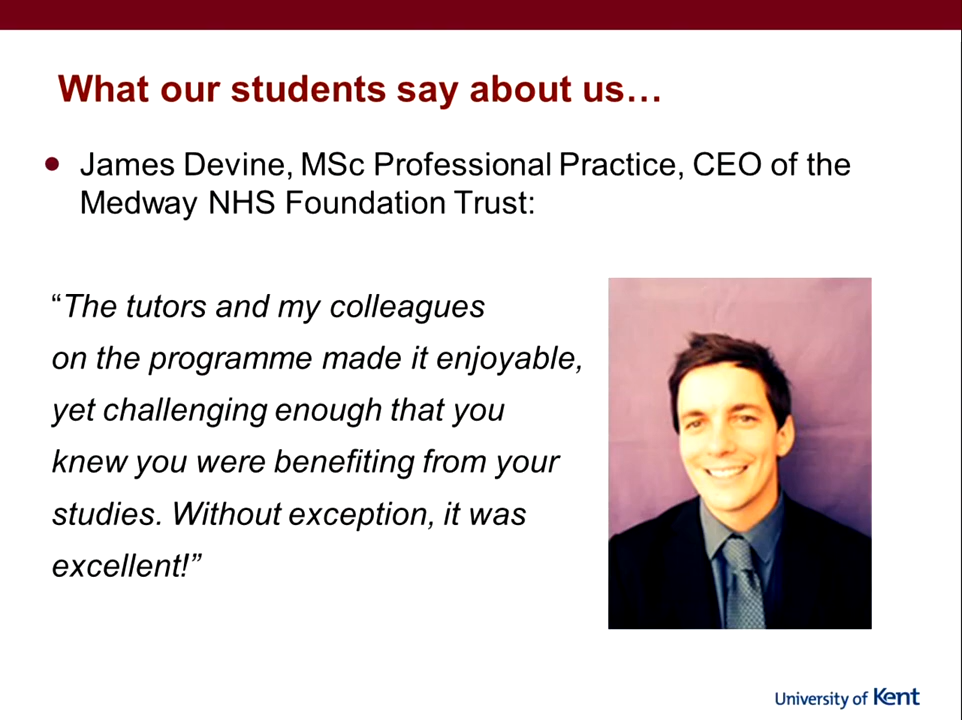 What our students say about us…
James Devine, MSc Professional Practice, CEO of the
Medway NHS Foundation Trust:
“The tutors and my colleagues
on the programme made it enjoyable,
yet challenging enough that you
knew you were benefiting from your
studies. Without exception, it was
excellent!”
University of Kent